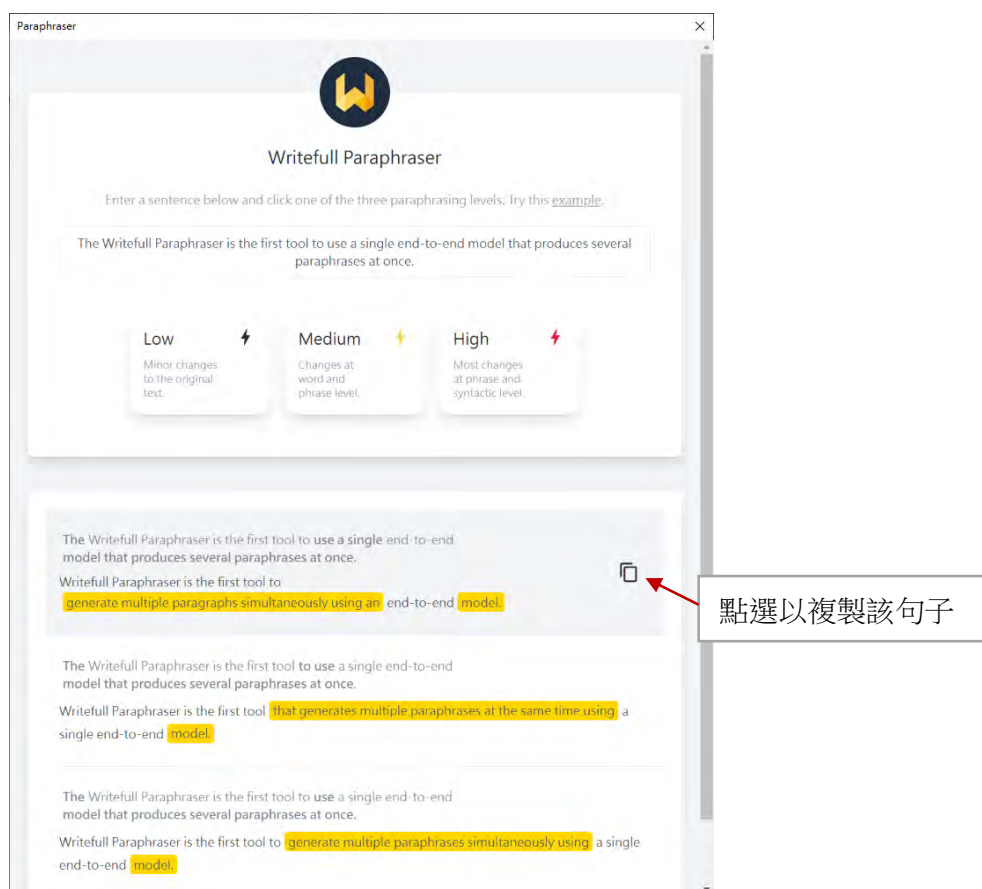 Paraphraser
Writefull Paraphraser
Enter a sentence below and click one of the three paraphrasing levels. Try this example.
The Writefull Paraphraser is the first tool to use a single end-to-end model that produces several
paraphrases at once.
Low
Minor changes
to the original
text.
Medium
Changes at
word and
phrase level.
High
Most changes
at phrase and
syntactic level.
The Writefull Paraphraser is the first tool to use a single end-to-end
model that produces several paraphrases at once.
Writefull Paraphraser is the first tool to
generate multiple paragraphs simultaneously using an end-to-end model.
點選以複製該句子
The Writefull Paraphraser is the first tool to use a single end-to-end
model that produces several paraphrases at once.
Writefull Paraphraser is the first tool that generates multiple paraphrases at the same time using a
single end-to-end model.
The Writefull Paraphraser is the first tool to use a single end-to-end
model that produces several paraphrases at once.
Writefull Paraphraser is the first tool to generate multiple paraphrases simultaneously using a single
end-to-end model.